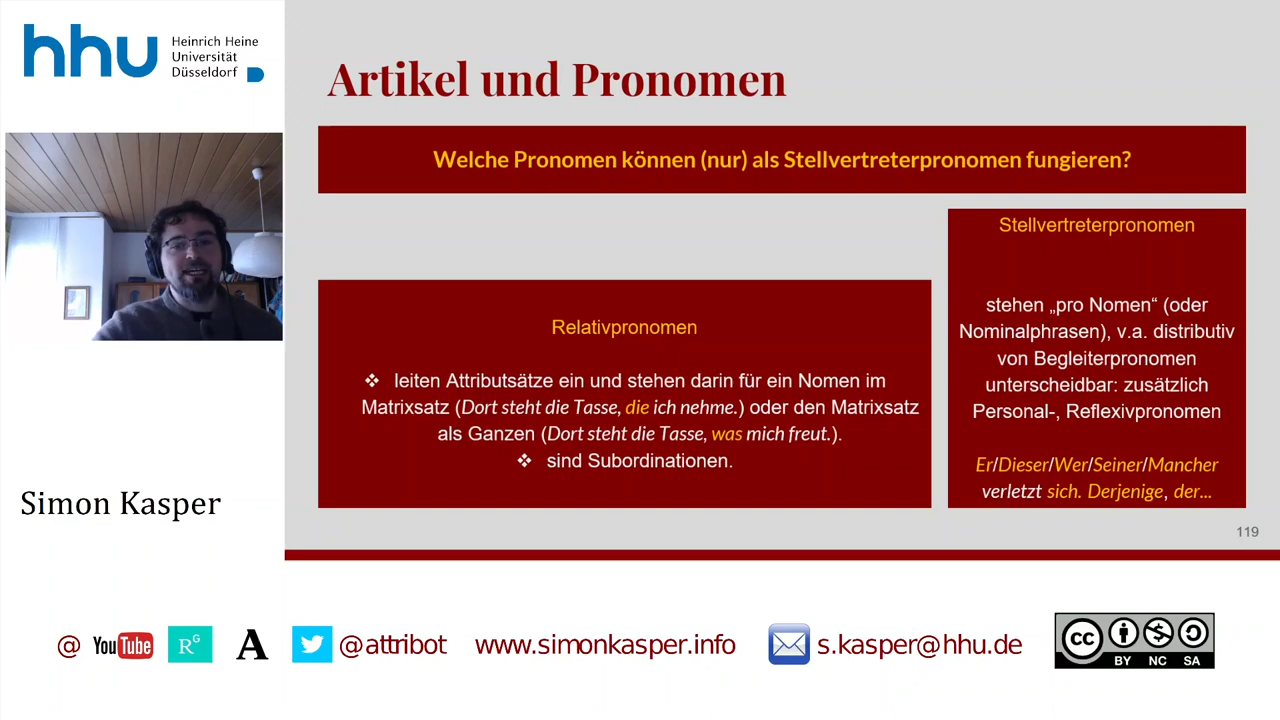 hhu
Heinrich Heine
Universität
Düsseldorf
Artikel und Pronomen
Welche Pronomen können (nur) als Stellvertreterpronomen fungieren?
Relativpronomen
❖ leiten Attributsätze ein und stehen darin für ein Nomen im
Matrixsatz (Dort steht die Tasse, die ich nehme.) oder den Matrixsatz
als Ganzen (Dort steht die Tasse, was mich freut.).
❖ sind Subordinationen.
Stellvertreterpronomen
stehen „pro Nomen“ (oder
Nominalphrasen), v.a. distributiv
von Begleiterpronomen
unterscheidbar: zusätzlich
Personal-, Reflexivpronomen
Er/Dieser/Wer/Seiner/Mancher
verletzt sich. Derjenige, der...
119
Simon Kasper
@ YouTube RG A @attribot www.simonkasper.info s.kasper@hhu.de
cc BY NC SA